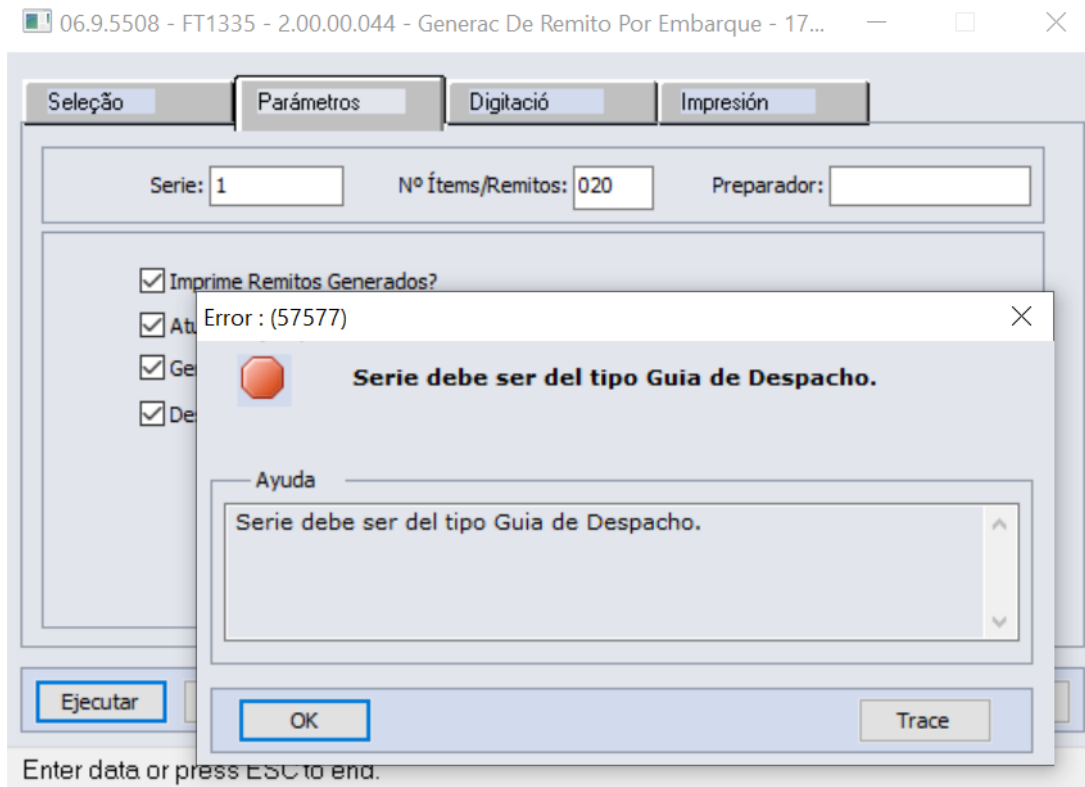 06.9.5508 - FT1335 - 2.00.00.044 - Generac De Remito Por Embarque - 17...
Seleção Parámetros Digitació Impresión
Serie: 1 Nº Ítems/Remitos: 020 Preparador:
Imprime Remitos Generados?
Error : (57577)
Serie debe ser del tipo Guia de Despacho.
Ayuda
Serie debe ser del tipo Guia de Despacho.
Ejecutar
OK Trace
Enter data or press ESC to end.